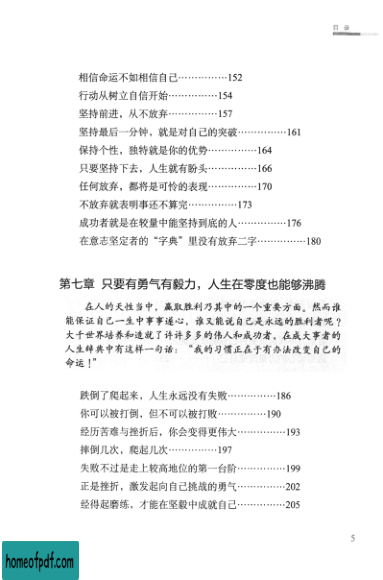 目 录
相信命运不如相信自己……………152
行动从树立自信开始……………154
坚持前进，从不放弃……………157
坚持最后一分钟，就是对自己的突破……………161
保持个性，独特就是你的优势……………164
只要坚持下去，人生就有盼头……………166
任何放弃，都将是可怜的表现……………170
不放弃就表明事还不算完……………173
成功者就是在较量中能坚持到底的人……………176
在意志坚定者的“字典”里没有放弃二字……………180
第七章 只要有勇气有毅力，人生在零度也能够沸腾
在人的天性当中，赢取胜利乃其中的一个重要方面。然而谁
能保证自己一生中事事遂心，谁又能说自己是永远的胜利者呢？
大千世界培养和造就了许许多多的伟人和成功者，在成大事者的
人生辞典中有这样一句话：“我的习惯正在于有办法改变自己的
命运！”
跌倒了爬起来，人生永远没有失败……………186
你可以被打倒，但不可以被打败……………190
经历苦难与挫折后，你会变得更伟大……………193
摔倒几次，爬起几次……………197
失败不过是走上较高地位的第一台阶……………199
正是挫折，激发起向自己挑战的勇气……………202
经得起磨练，才能在坚毅中成就自己……………205
5
homeofpdf.com